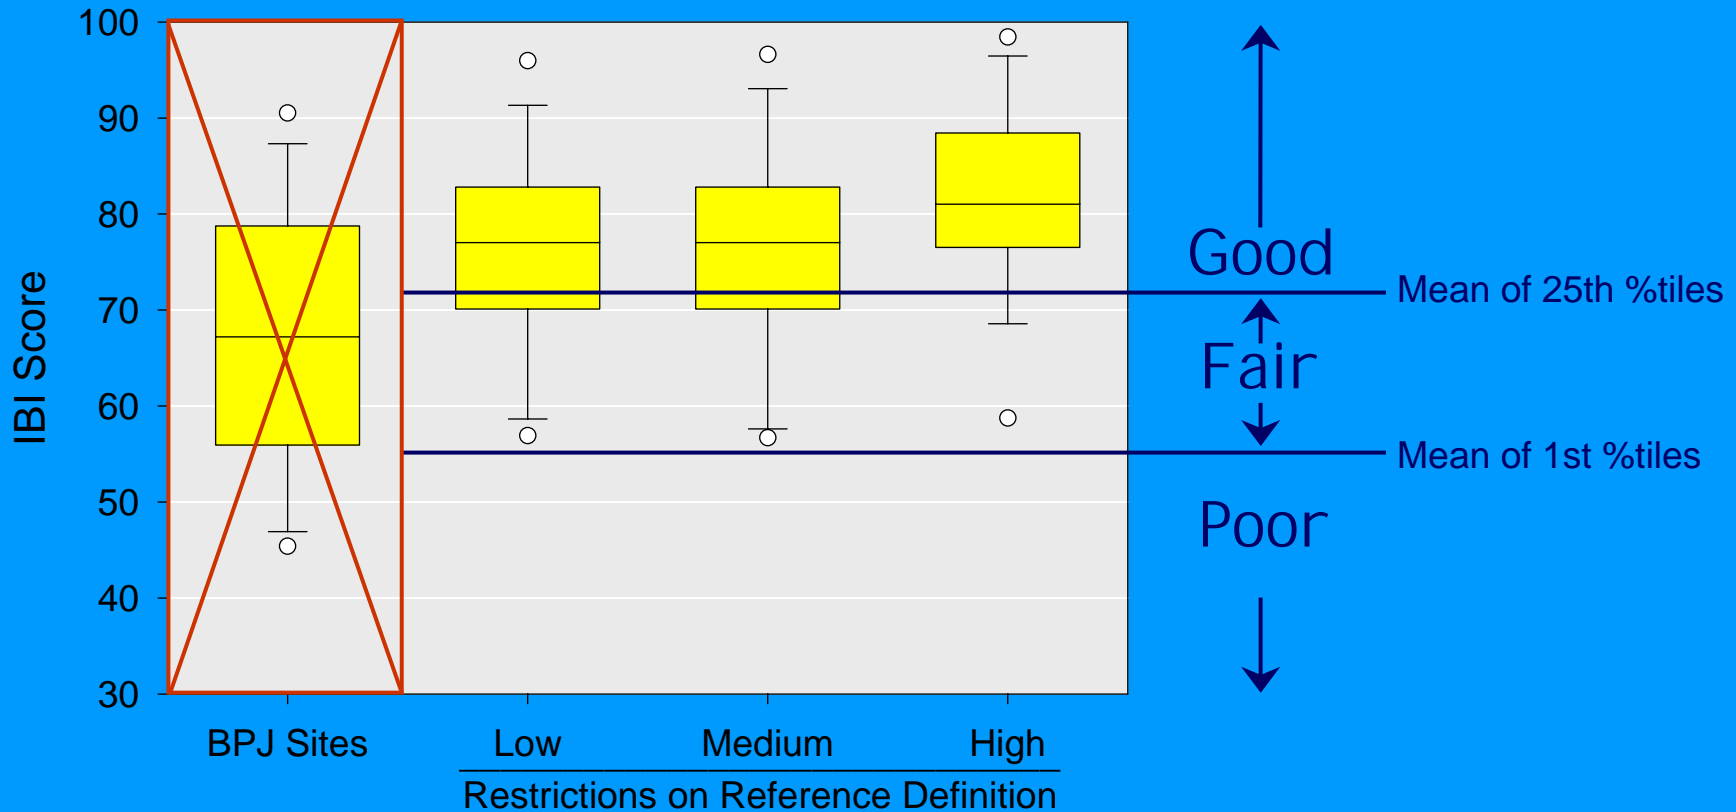 100
90
80
70
60
50
40
30
IBI Score
BPJ Sites
Low
Medium
High
Restrictions on Reference Definition
Good
Mean of 25th %tiles
Fair
Mean of 1st %tiles
Poor